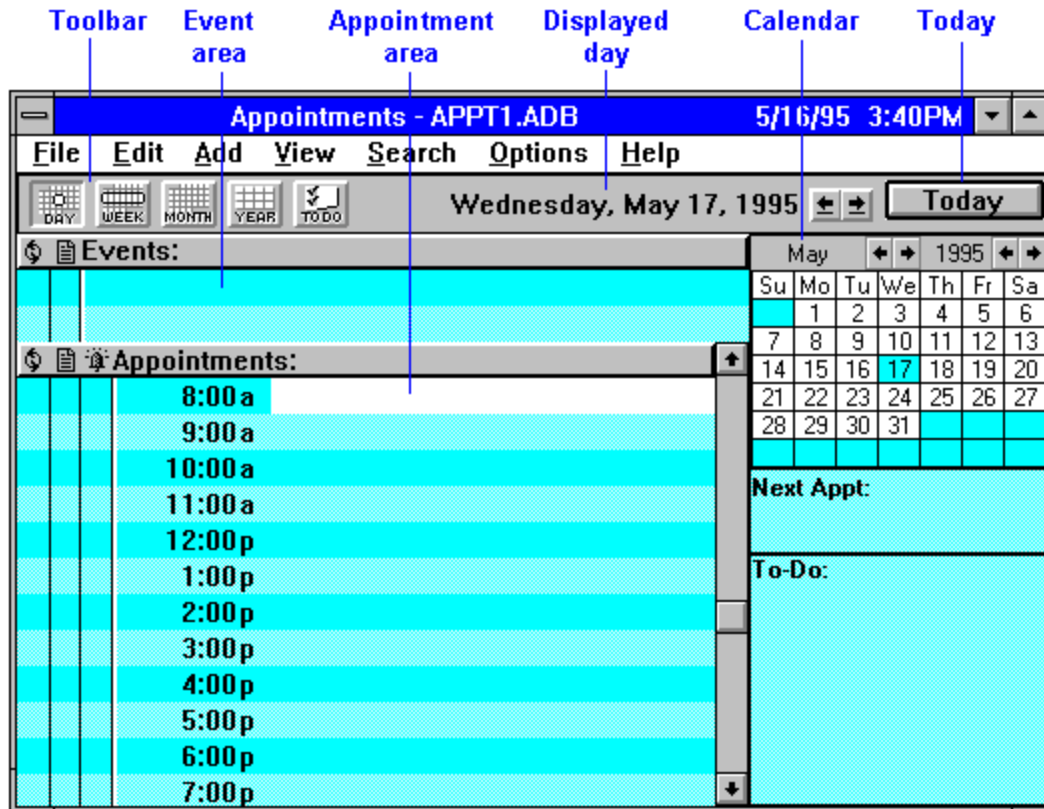 Toolbar Event area Appointment area Displayed day Calendar Today
Appointments - APPT1.ADB 5/16/95 3:40PM
File Edit Add View Search Options Help
DAY WEEK MONTH YEAR TODO Wednesday, May 17, 1995 Today
Events:
May 1995
Su Mo Tu We Th Fr Sa
1 2 3 4 5 6
7 8 9 10 11 12 13
14 15 16 17 18 19 20
21 22 23 24 25 26 27
28 29 30 31
Appointments:
8:00a
9:00a
10:00a
11:00a
12:00p
1:00p
2:00p
3:00p
4:00p
5:00p
6:00p
7:00p
Next Appt:
To-Do: